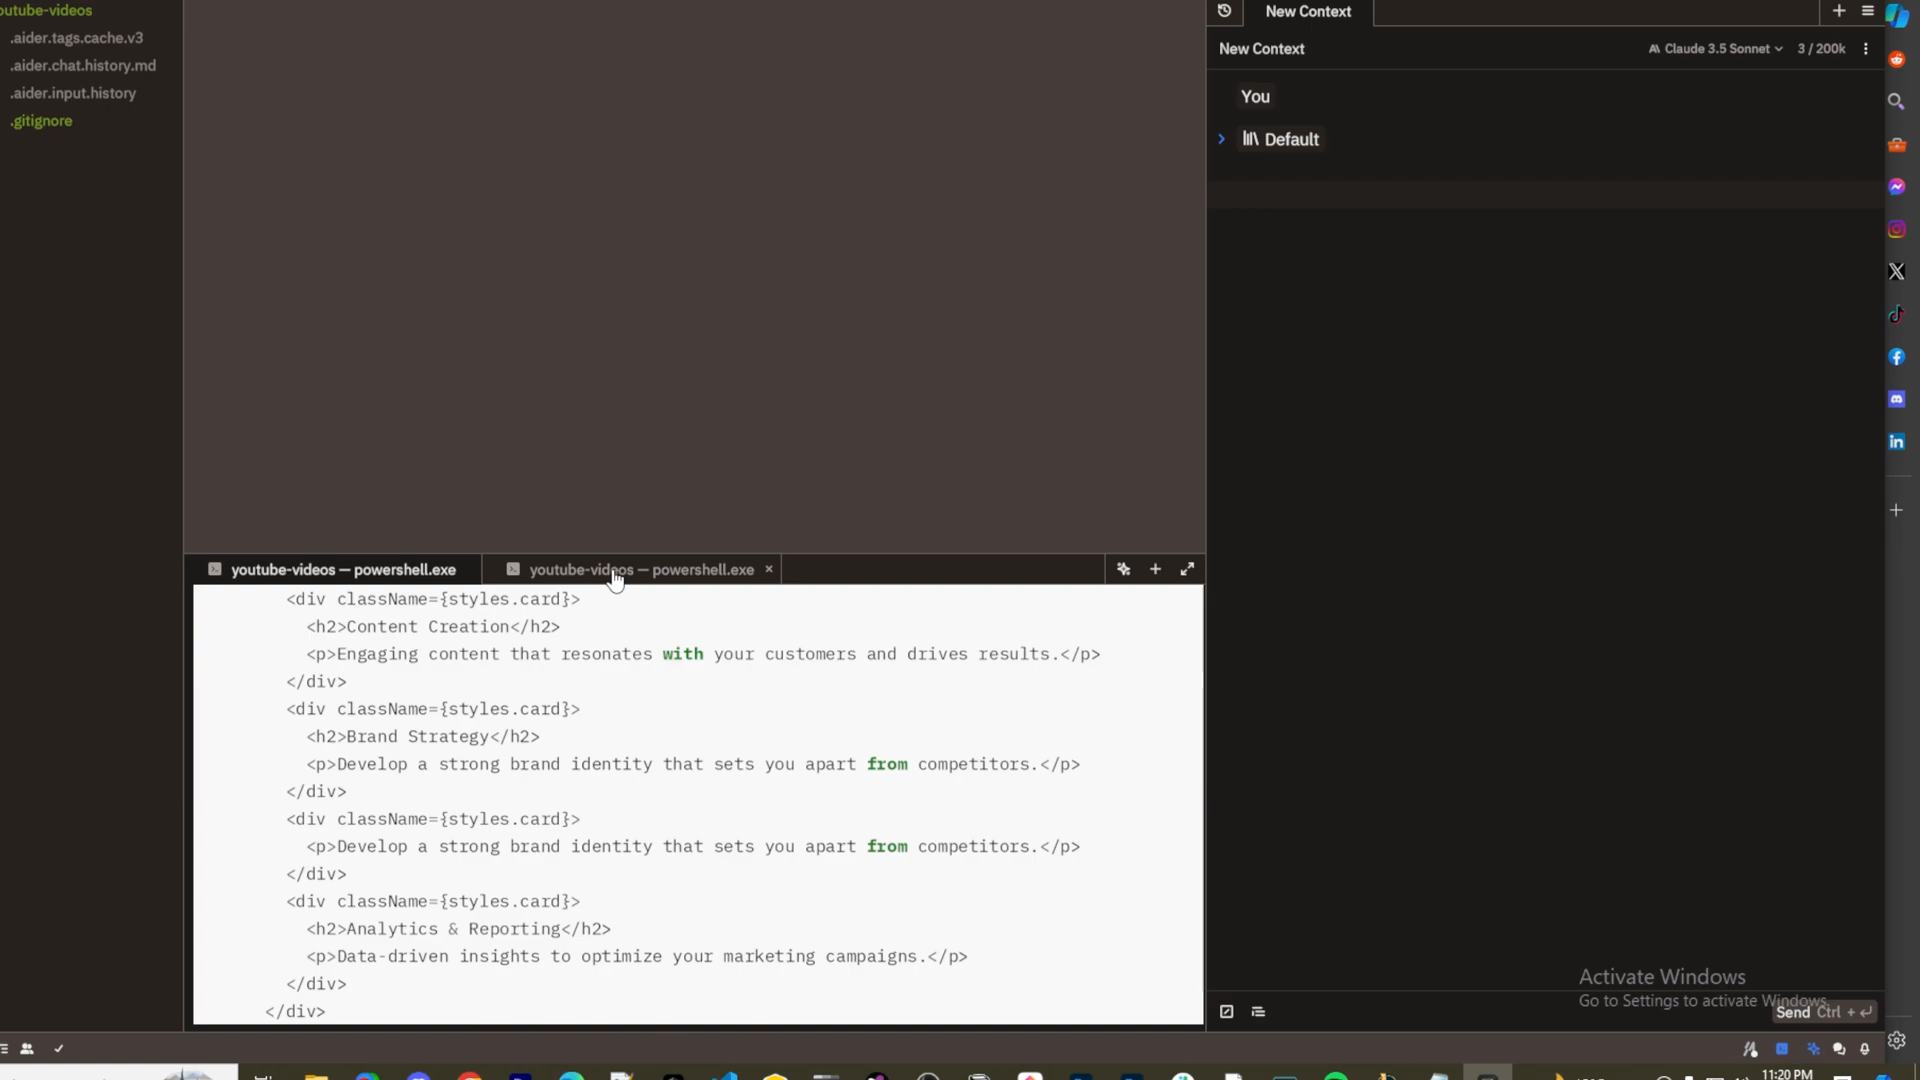 outube-videos
.aider.tags.cache.v3
.aider.chat.history.md
.aider.input.history
.gitignore
New Context
New Context
Claude 3.5 Sonnet
3 / 200k
You
Default
youtube-videos — powershell.exe
youtube-videos — powershell.exe ×
<div className={styles.card}>
<h2>Content Creation</h2>
<p>Engaging content that resonates with your customers and drives results.</p>
</div>
<div className={styles.card}>
<h2>Brand Strategy</h2>
<p>Develop a strong brand identity that sets you apart from competitors.</p>
</div>
<div className={styles.card}>
<p>Develop a strong brand identity that sets you apart from competitors.</p>
</div>
<div className={styles.card}>
<h2>Analytics & Reporting</h2>
<p>Data-driven insights to optimize your marketing campaigns.</p>
</div>
</div>
Activate Windows
Go to Settings to activate Windows.
Send Ctrl + ↵
11:20 PM